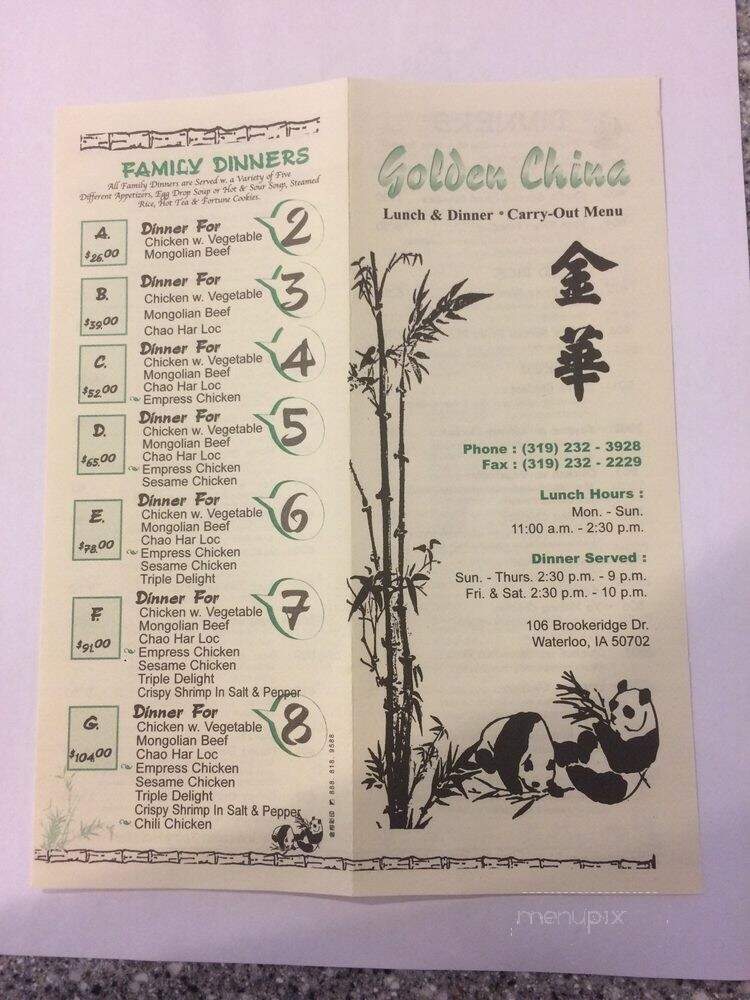 FAMILY DINNERS
All Family Dinners are Served w. a Variety of Five
Different Appetizers, Egg Drop Soup or Hot & Sour Soup, Steamed
Rice, Hot Tea & Fortune Cookies.
A.
$26.00
Dinner For 2
Chicken w. Vegetable
Mongolian Beef
B.
$39.00
Dinner For 3
Chicken w. Vegetable
Mongolian Beef
Chao Har Loc
C.
$52.00
Dinner For 4
Chicken w. Vegetable
Mongolian Beef
Chao Har Loc
Empress Chicken
D.
$65.00
Dinner For 5
Chicken w. Vegetable
Mongolian Beef
Chao Har Loc
Empress Chicken
Sesame Chicken
E.
$78.00
Dinner For 6
Chicken w. Vegetable
Mongolian Beef
Chao Har Loc
Empress Chicken
Sesame Chicken
Triple Delight
F.
$91.00
Dinner For 7
Chicken w. Vegetable
Mongolian Beef
Chao Har Loc
Empress Chicken
Sesame Chicken
Triple Delight
Crispy Shrimp In Salt & Pepper
G.
$104.00
Dinner For 8
Chicken w. Vegetable
Mongolian Beef
Chao Har Loc
Empress Chicken
Sesame Chicken
Triple Delight
Crispy Shrimp In Salt & Pepper
Chili Chicken
888. 818. 9588
Golden China
Lunch & Dinner • Carry-Out Menu
金
華
Phone : (319) 232 - 3928
Fax : (319) 232 - 2229
Lunch Hours :
Mon. - Sun.
11:00 a.m. - 2:30 p.m.
Dinner Served :
Sun. - Thurs. 2:30 p.m. - 9 p.m.
Fri. & Sat. 2:30 p.m. - 10 p.m.
106 Brookeridge Dr.
Waterloo, IA 50702
menupix